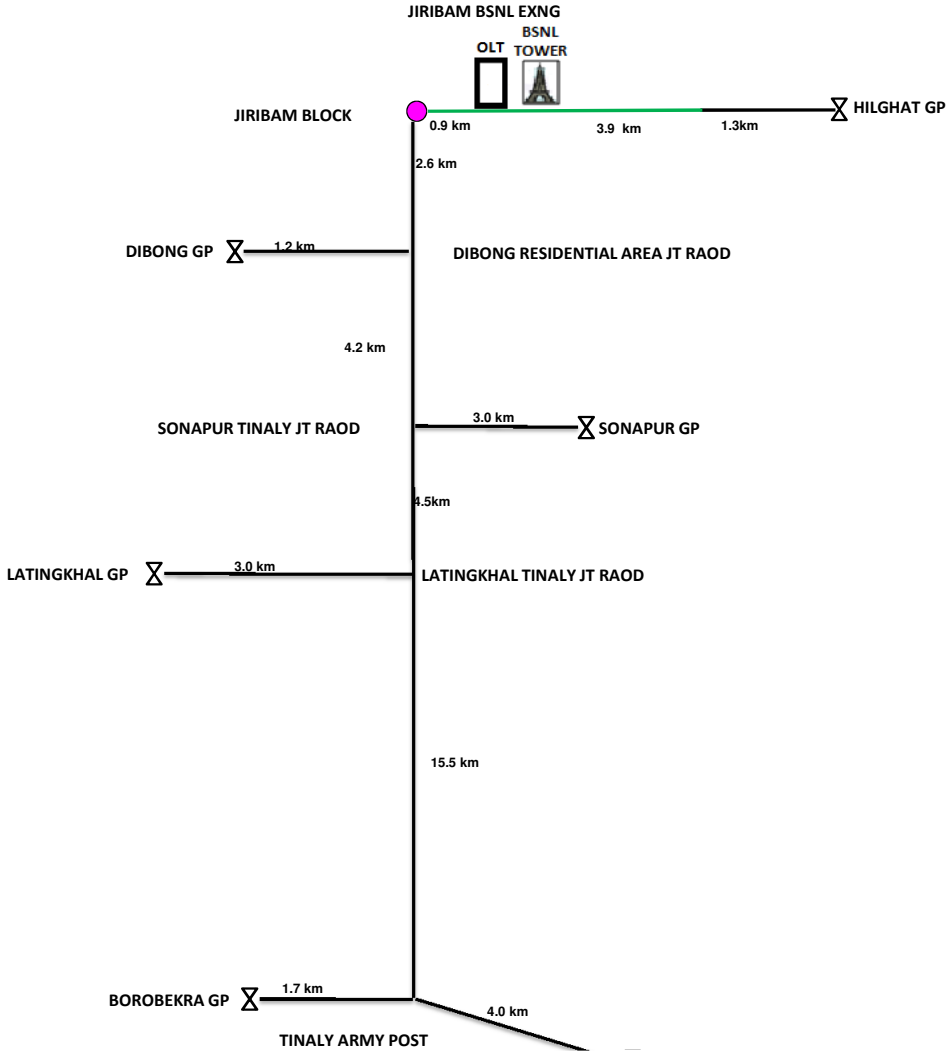 JIRIBAM BSNL EXNG
BSNL
OLT TOWER
JIRIBAM BLOCK
HILGHAT GP
0.9 km
3.9 km
1.3km
2.6 km
DIBONG GP
1.2 km
DIBONG RESIDENTIAL AREA JT RAOD
4.2 km
SONAPUR TINALY JT RAOD
3.0 km
SONAPUR GP
4.5km
LATINGKHAL GP
3.0 km
LATINGKHAL TINALY JT RAOD
15.5 km
BOROBEKRA GP
1.7 km
4.0 km
TINALY ARMY POST